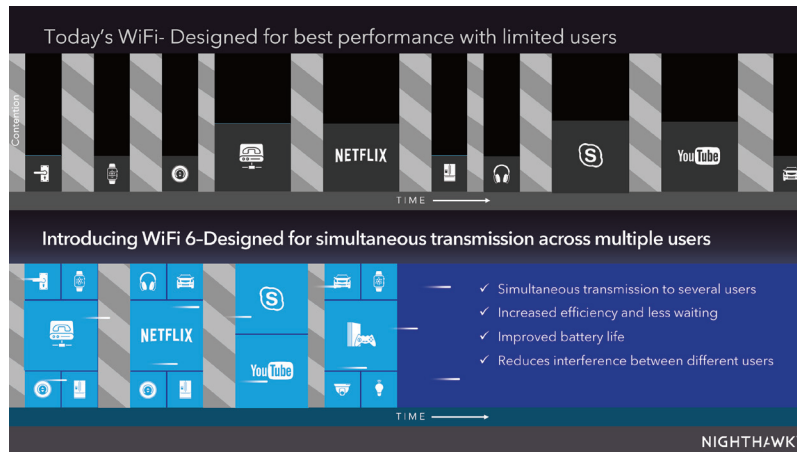 Today's WiFi- Designed for best performance with limited users
Contention
NETFLIX
S
YouTube
TIME
Introducing WiFi 6–Designed for simultaneous transmission across multiple users
S
NETFLIX
YouTube
✓ Simultaneous transmission to several users
✓ Increased efficiency and less waiting
✓ Improved battery life
✓ Reduces interference between different users
TIME
NIGHTHAWK